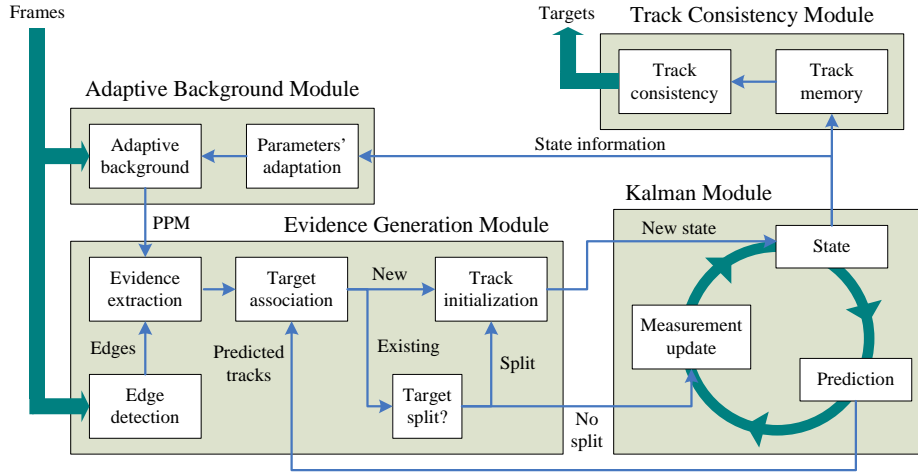 Frames
Targets
Track Consistency Module
Track
consistency
Track
memory
Adaptive Background Module
Adaptive
background
Parameters'
adaptation
State information
Kalman Module
PPM
Evidence Generation Module
New state
State
Evidence
extraction
Target
association
New
Track
initialization
Measurement
update
Edges
Predicted
tracks
Existing
Split
Prediction
Edge
detection
Target
split?
No
split